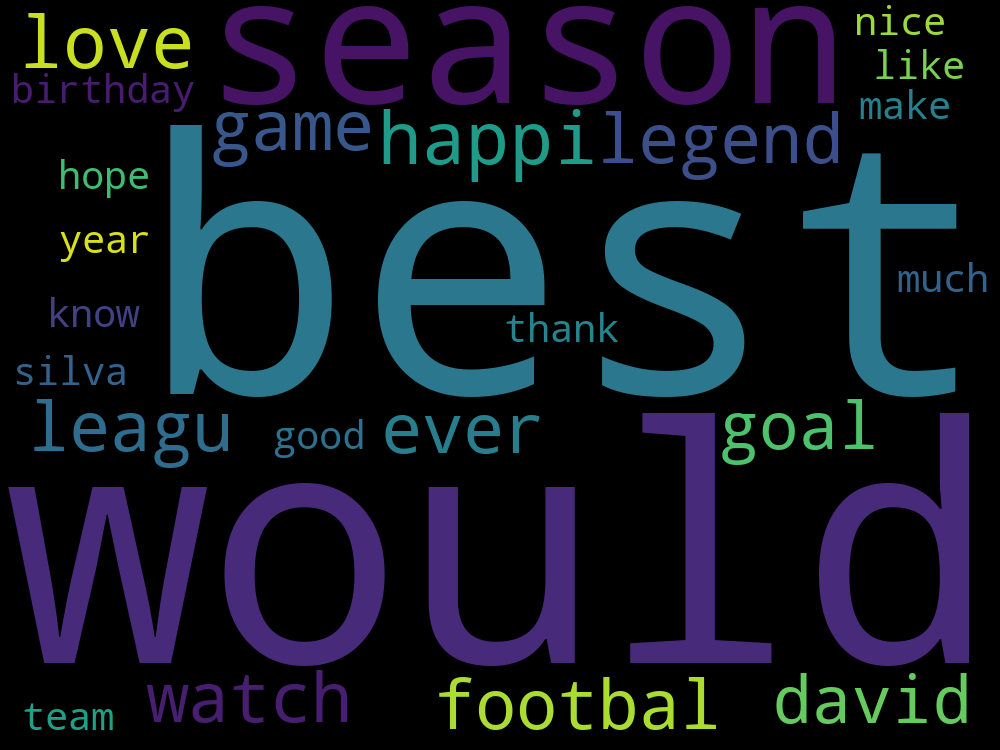 love season nice
like
birthday make
game happi legend
hope best
year
much
know thank
silva
leagu good ever goal
would
team watch footbal david